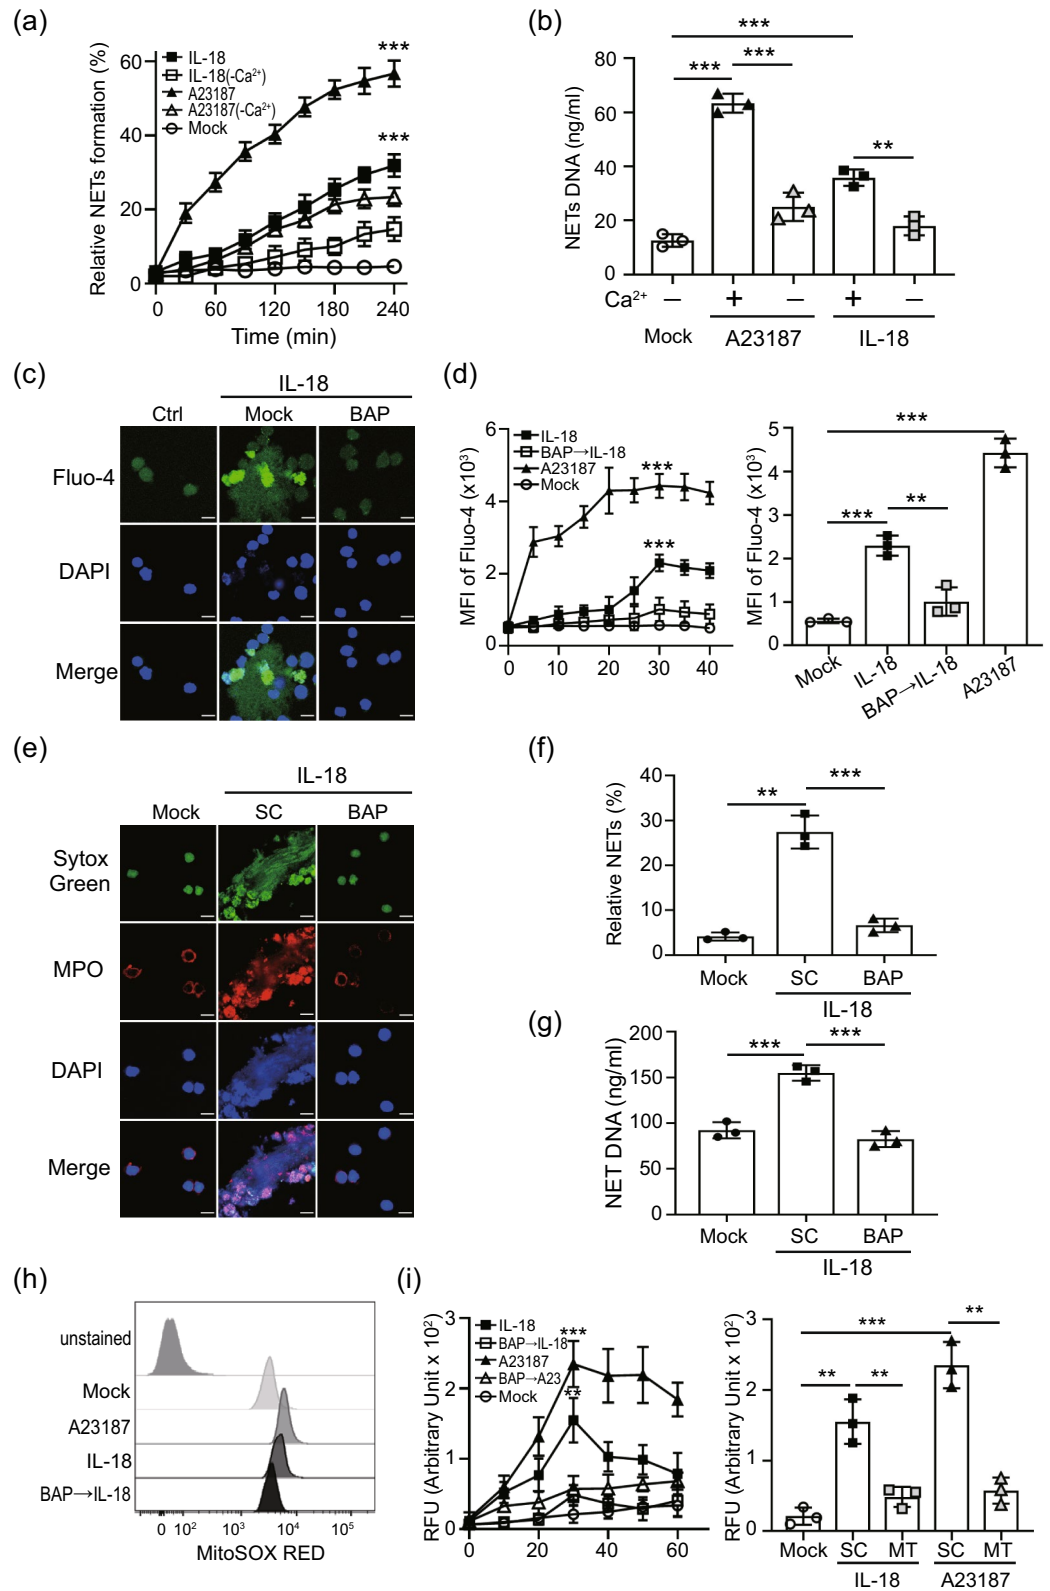 (a)
Relative NETs formation (%)
60
40
20
0
IL-18
IL-18(-Ca²⁺)
A23187
A23187(-Ca²⁺)
Mock
***
***
0 60 120 180 240
Time (min)
(b)
NETs DNA (ng/ml)
80
60
40
20
0
***
*** ***
**
Ca²⁺ — + — + —
Mock A23187 IL-18
(c)
IL-18
Ctrl Mock BAP
Fluo-4
DAPI
Merge
(d)
MFI of Fluo-4 (x10³)
6
4
2
0
IL-18
BAP→IL-18
A23187
Mock
***
***
0 10 20 30 40
MFI of Fluo-4 (x10³)
5
4
3
2
1
0
***
*** **
Mock IL-18 BAP→IL-18 A23187
(e)
IL-18
Mock SC BAP
Sytox
Green
MPO
DAPI
Merge
(f)
Relative NETs (%)
40
30
20
10
0
** ***
Mock SC BAP
IL-18
(g)
NET DNA (ng/ml)
200
150
100
50
0
*** ***
Mock SC BAP
IL-18
(h)
unstained
Mock
A23187
IL-18
BAP→IL-18
0 10² 10³ 10⁴ 10⁵
MitoSOX RED
(i)
RFU (Arbitrary Unit x 10²)
3
2
1
0
IL-18
BAP→IL-18
A23187
BAP→A23
Mock
***
**
0 20 40 60
RFU (Arbitrary Unit x 10²)
3
2
1
0
*** **
** **
Mock SC MT SC MT
IL-18 A23187